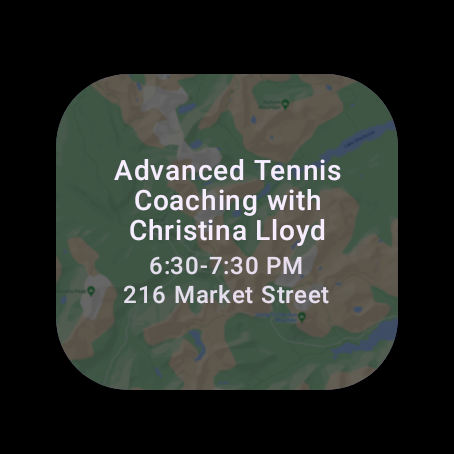 Advanced Tennis
Coaching with
Christina Lloyd
6:30-7:30 PM
216 Market Street